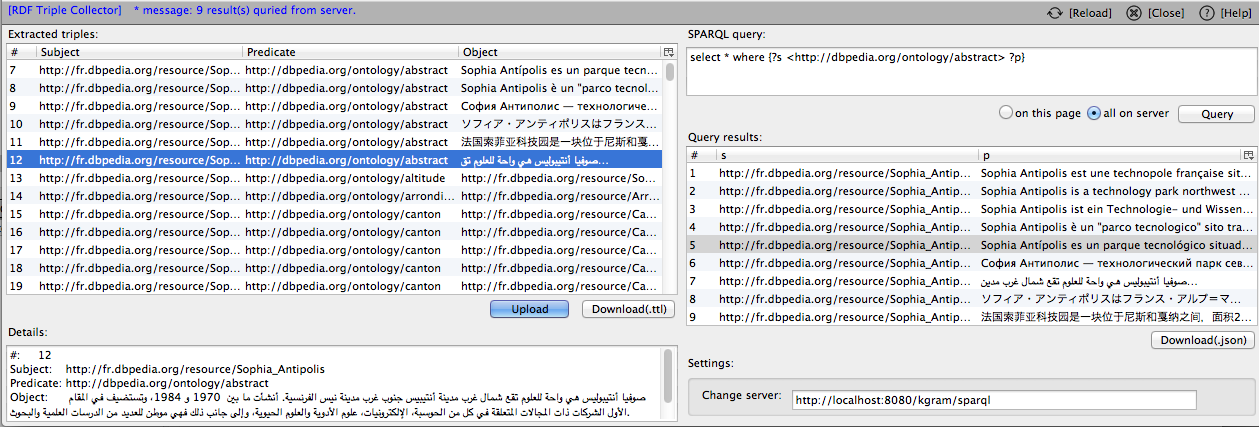 [RDF Triple Collector] * message: 9 result(s) quried from server.
[Reload] [Close] [Help]
Extracted triples:
# Subject Predicate Object
7 http://fr.dbpedia.org/resource/Sop... http://dbpedia.org/ontology/abstract Sophia Antípolis es un parque tecn...
8 http://fr.dbpedia.org/resource/Sop... http://dbpedia.org/ontology/abstract Sophia Antipolis è un "parco tecnol...
9 http://fr.dbpedia.org/resource/Sop... http://dbpedia.org/ontology/abstract София Антиполис — технологиче...
10 http://fr.dbpedia.org/resource/Sop... http://dbpedia.org/ontology/abstract ソフィア・アンティポリスはフランス...
11 http://fr.dbpedia.org/resource/Sop... http://dbpedia.org/ontology/abstract 法国索菲亚科技园是一块位于尼斯和戛...
12 http://fr.dbpedia.org/resource/Sop... http://dbpedia.org/ontology/abstract صوفيا أنتيبوليس هي واحة للعلوم تق...
13 http://fr.dbpedia.org/resource/Sop... http://dbpedia.org/ontology/altitude http://fr.dbpedia.org/resource/So...
14 http://fr.dbpedia.org/resource/Sop... http://dbpedia.org/ontology/arrondi... http://fr.dbpedia.org/resource/Arr...
15 http://fr.dbpedia.org/resource/Sop... http://dbpedia.org/ontology/canton http://fr.dbpedia.org/resource/Ca...
16 http://fr.dbpedia.org/resource/Sop... http://dbpedia.org/ontology/canton http://fr.dbpedia.org/resource/Ca...
17 http://fr.dbpedia.org/resource/Sop... http://dbpedia.org/ontology/canton http://fr.dbpedia.org/resource/Ca...
18 http://fr.dbpedia.org/resource/Sop... http://dbpedia.org/ontology/canton http://fr.dbpedia.org/resource/Ca...
19 http://fr.dbpedia.org/resource/Sop... http://dbpedia.org/ontology/canton http://fr.dbpedia.org/resource/Ca...
Upload Download(.ttl)
Details:
#: 12
Subject: http://fr.dbpedia.org/resource/Sophia_Antipolis
Predicate: http://dbpedia.org/ontology/abstract
Object: صوفيا أنتيبوليس هي واحة للعلوم تقع شمال غرب مدينة أنتيبيس جنوب غرب مدينة نيس الفرنسية. أنشأت ما بين 1970 و 1984، وتستضيف في المقام
الأول الشركات ذات المجالات المتعلقة في كل من الحوسبة، الإلكترونيات، علوم الأدوية والعلوم الحيوية، وإلى جانب ذلك فهي موطن للعديد من الدرسات العلمية والبحوث.
SPARQL query:
select * where {?s <http://dbpedia.org/ontology/abstract> ?p}
on this page all on server Query
Query results:
# s p
1 http://fr.dbpedia.org/resource/Sophia_Antip... Sophia Antipolis est une technopole française sit...
2 http://fr.dbpedia.org/resource/Sophia_Antip... Sophia Antipolis is a technology park northwest ...
3 http://fr.dbpedia.org/resource/Sophia_Antip... Sophia Antipolis ist ein Technologie- und Wissen...
4 http://fr.dbpedia.org/resource/Sophia_Antip... Sophia Antipolis è un "parco tecnologico" sito tra...
5 http://fr.dbpedia.org/resource/Sophia_Antip... Sophia Antípolis es un parque tecnológico situad...
6 http://fr.dbpedia.org/resource/Sophia_Antip... София Антиполис — технологический парк сев...
7 http://fr.dbpedia.org/resource/Sophia_Antip... صوفيا أنتيبوليس هي واحة للعلوم تقع شمال غرب مدين...
8 http://fr.dbpedia.org/resource/Sophia_Antip... ソフィア・アンティポリスはフランス・アルプ＝マ...
9 http://fr.dbpedia.org/resource/Sophia_Antip... 法国索菲亚科技园是一块位于尼斯和戛纳之间，面积2...
Download(.json)
Settings:
Change server: http://localhost:8080/kgram/sparql